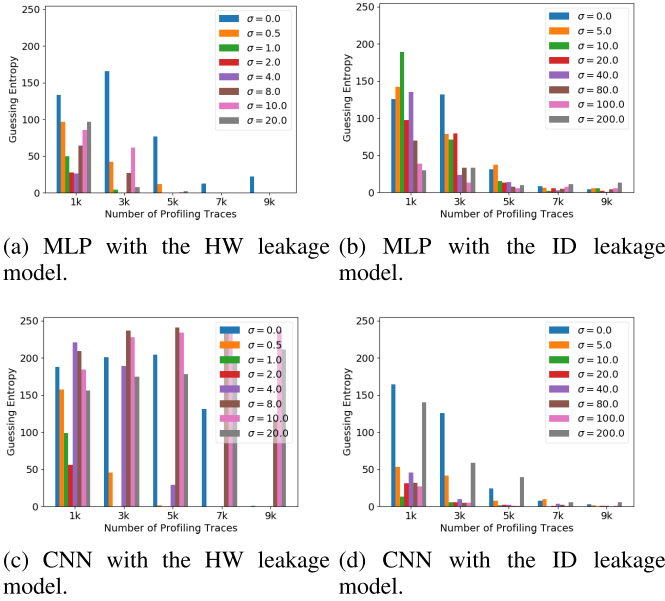 250
200
150
100
50
0
Guessing Entropy
σ = 0.0
σ = 0.5
σ = 1.0
σ = 2.0
σ = 4.0
σ = 8.0
σ = 10.0
σ = 20.0
1k 3k 5k 7k 9k
Number of Profiling Traces
(a) MLP with the HW leakage
model.
250
200
150
100
50
0
Guessing Entropy
σ = 0.0
σ = 5.0
σ = 10.0
σ = 20.0
σ = 40.0
σ = 80.0
σ = 100.0
σ = 200.0
1k 3k 5k 7k 9k
Number of Profiling Traces
(b) MLP with the ID leakage
model.
250
200
150
100
50
0
Guessing Entropy
σ = 0.0
σ = 0.5
σ = 1.0
σ = 2.0
σ = 4.0
σ = 8.0
σ = 10.0
σ = 20.0
1k 3k 5k 7k 9k
Number of Profiling Traces
(c) CNN with the HW leakage
model.
250
200
150
100
50
0
Guessing Entropy
σ = 0.0
σ = 5.0
σ = 10.0
σ = 20.0
σ = 40.0
σ = 80.0
σ = 100.0
σ = 200.0
1k 3k 5k 7k 9k
Number of Profiling Traces
(d) CNN with the ID leakage
model.